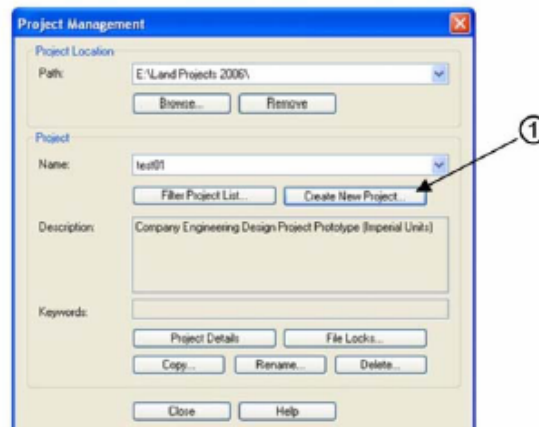 Project Management
Project Location
Path: E:\Land Projects 2006\
Browse... Remove
Project
Name: test01
Filter Project List... Create New Project...
1
Description: Company Engineering Design Project Prototype (Imperial Units)
Keywords:
Project Details File Locks...
Copy... Rename... Delete...
Close Help